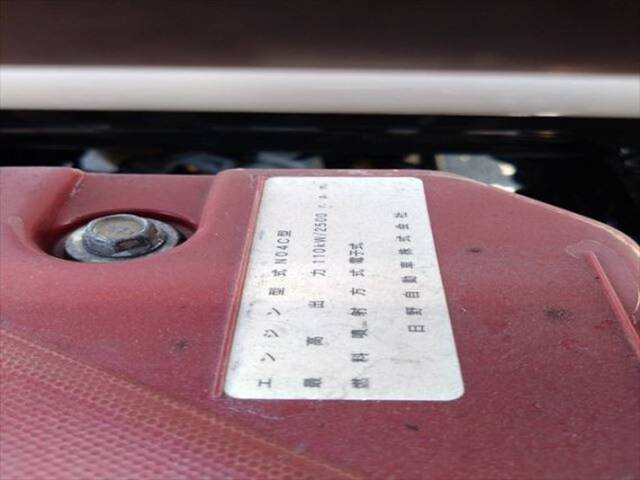 エンジン型式 N04C型
最高出力 110kW/2500 r.p.m.
燃料噴射方式 電子式
日野自動車株式会社